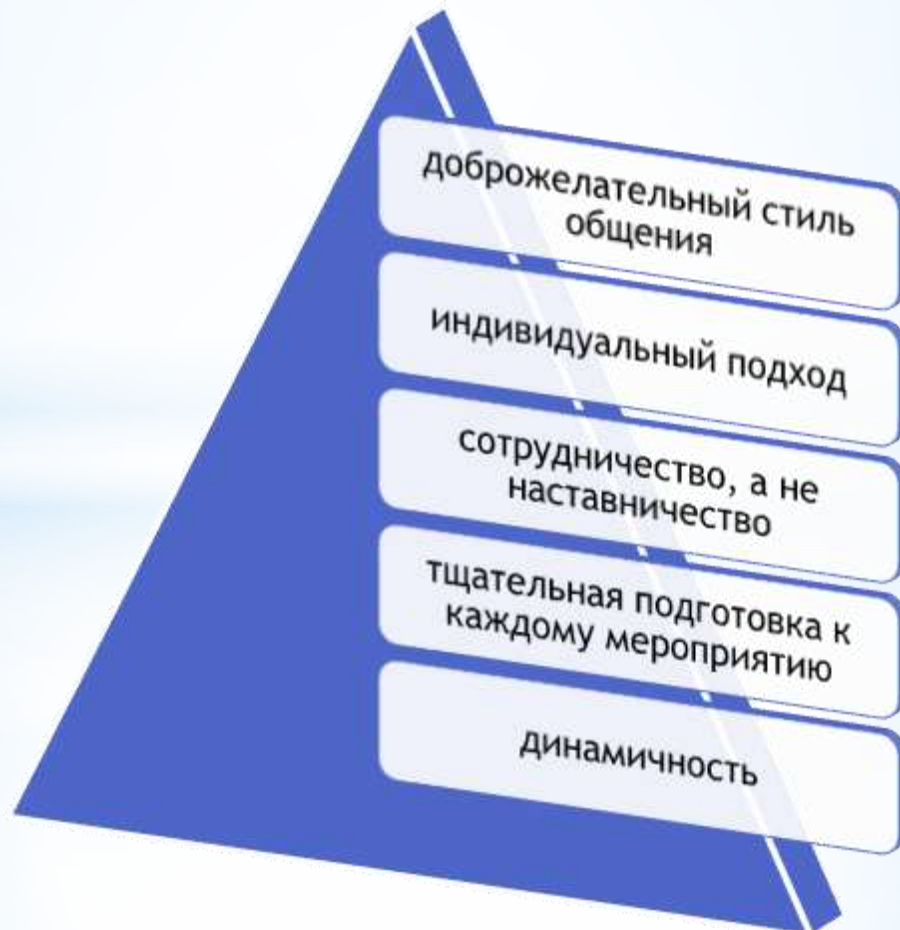 доброжелательный стиль
общения
индивидуальный подход
сотрудничество, а не
наставничество
тщательная подготовка к
каждому мероприятию
динамичность